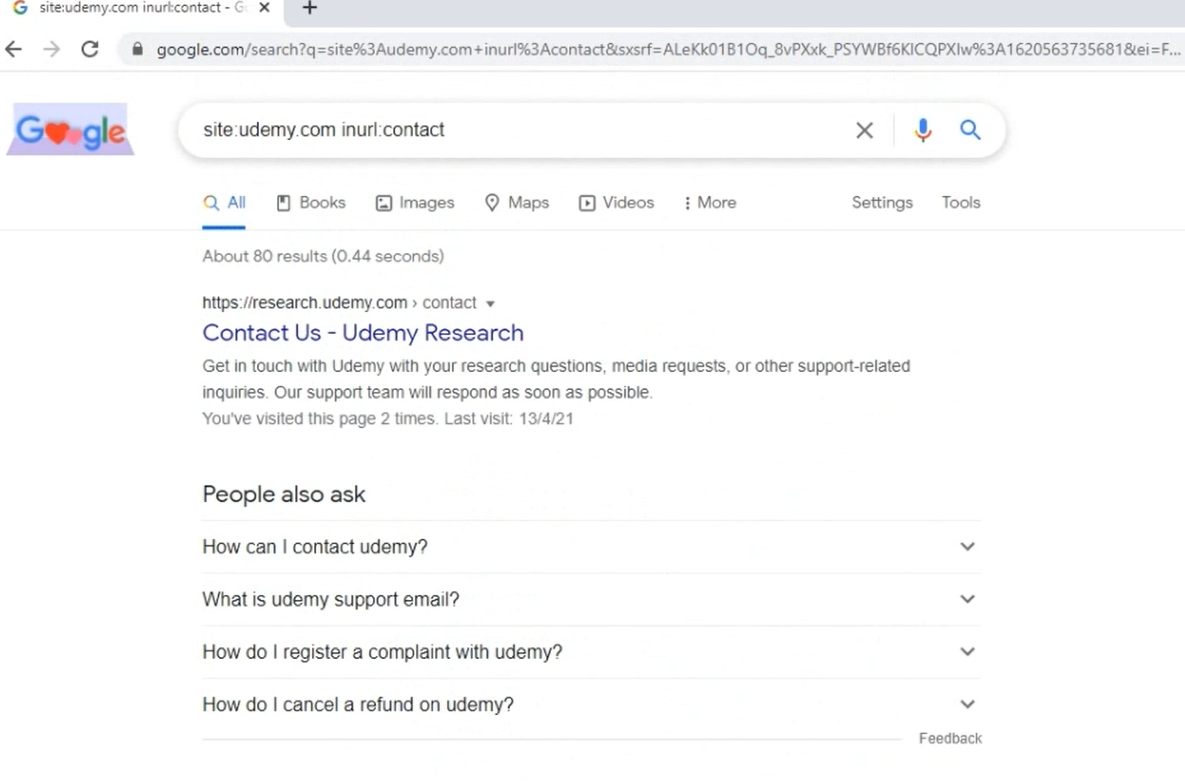 site:udemy.com inurl:contact - G
google.com/search?q=site%3Audemy.com+inurl%3Acontact&sxsrf=ALeKk01B1Oq_8vPXxk_PSYWBf6KlCQPXIw%3A1620563735681&ei=F...
Google
site:udemy.com inurl:contact
All Books Images Maps Videos More Settings Tools
About 80 results (0.44 seconds)
https://research.udemy.com › contact
Contact Us - Udemy Research
Get in touch with Udemy with your research questions, media requests, or other support-related
inquiries. Our support team will respond as soon as possible.
You've visited this page 2 times. Last visit: 13/4/21
People also ask
How can I contact udemy?
What is udemy support email?
How do I register a complaint with udemy?
How do I cancel a refund on udemy?
Feedback